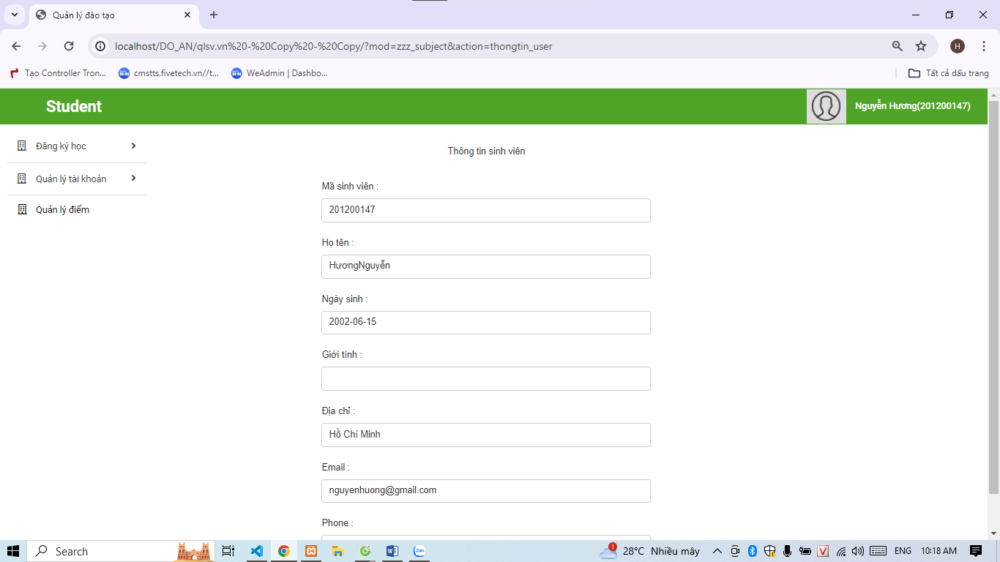 Quản lý đào tạo
localhost/DO_AN/qlsv.vn%20-%20Copy%20-%20Copy/?mod=zzz_subject&action=thongtin_user
H
Tạo Controller Tron...
cmstts.fivetech.vn//t...
WeAdmin | Dashbo...
Tất cả dấu trang
Student
Nguyễn Hương(201200147)
Đăng ký học
Quản lý tài khoản
Quản lý điểm
Thông tin sinh viên
Mã sinh viên :
201200147
Họ tên :
HươngNguyễn
Ngày sinh :
2002-06-15
Giới tính :
Địa chỉ :
Hồ Chí Minh
Email :
nguyenhuong@gmail.com
Phone :
Search
Zalo
1
28°C Nhiều mây
V
ENG
10:18 AM